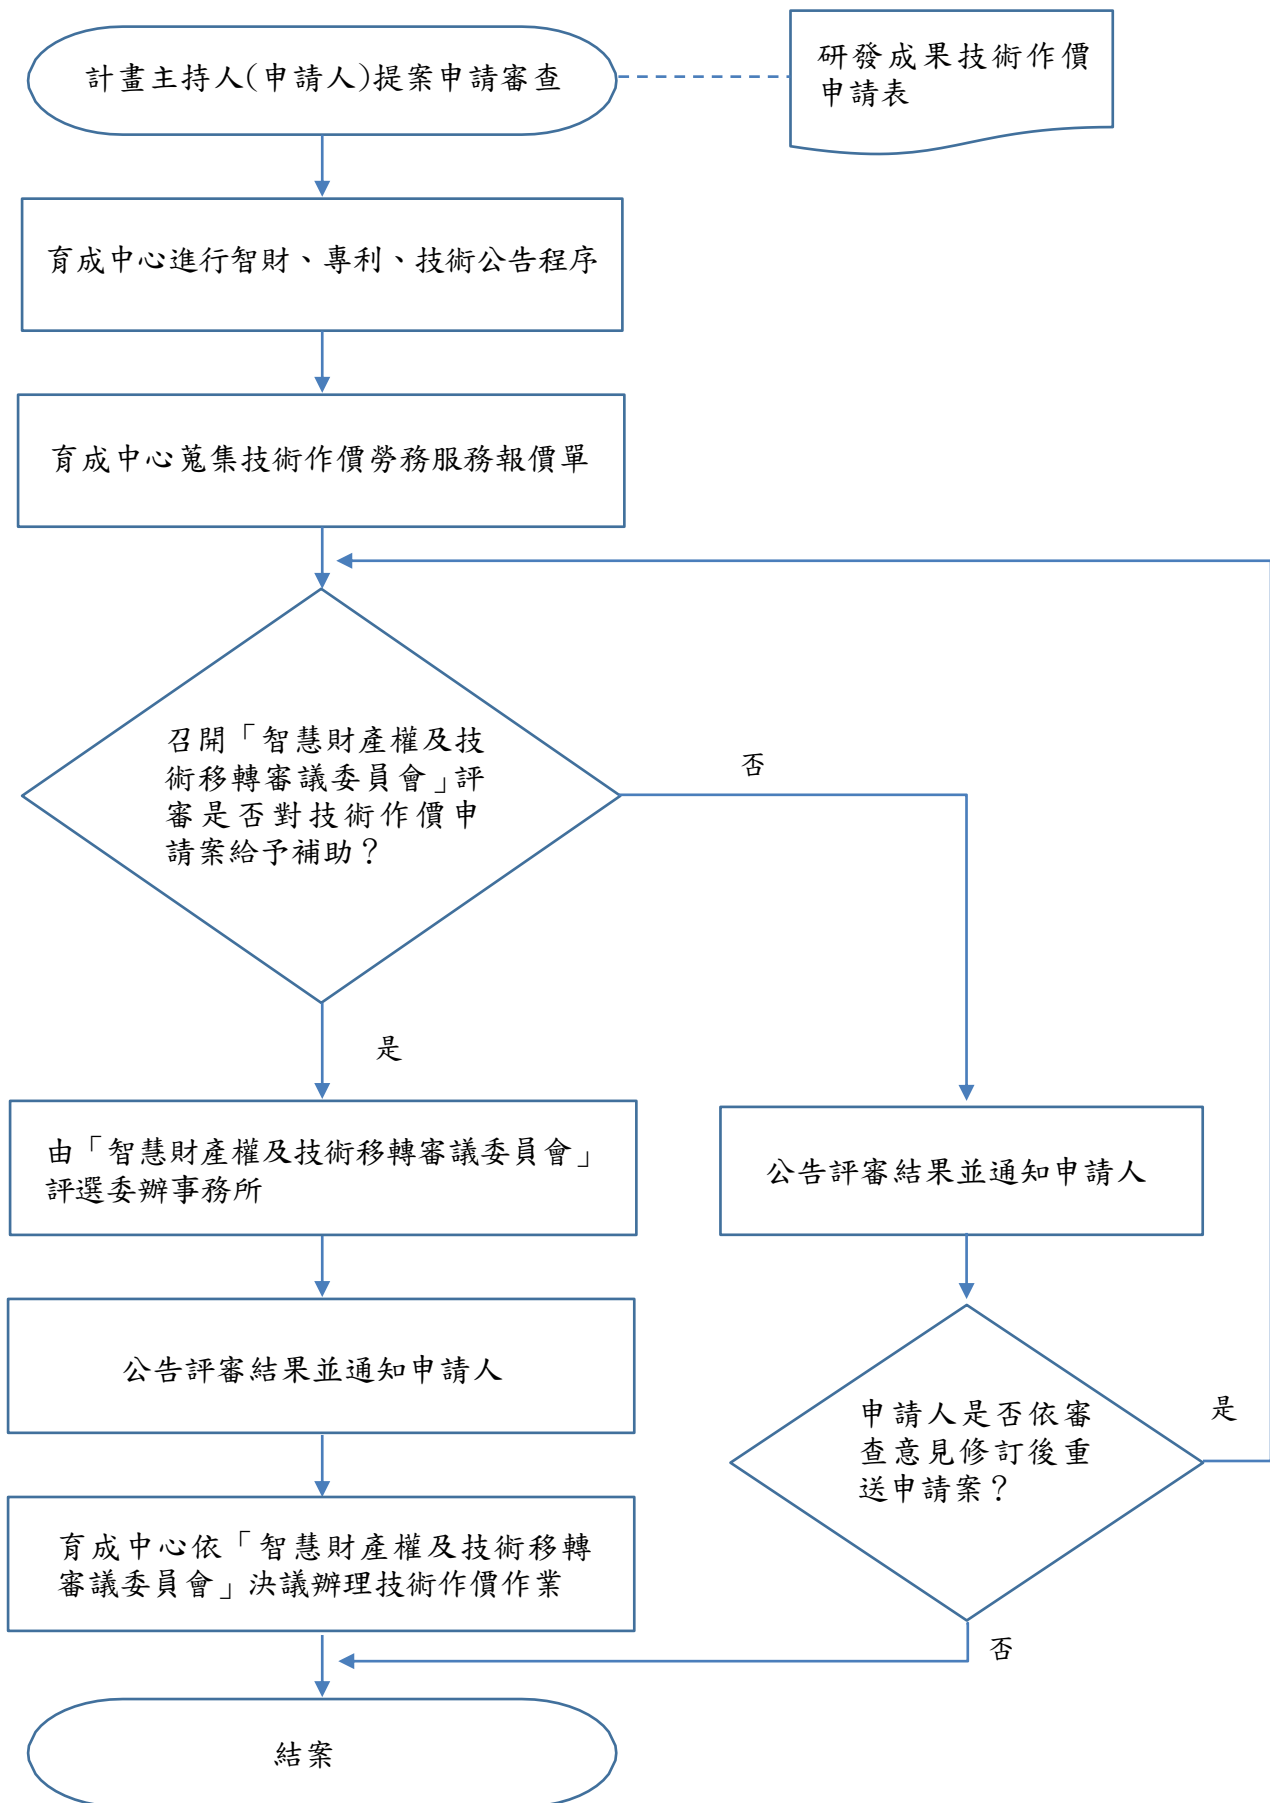 計畫主持人(申請人)提案申請審查
研發成果技術作價
申請表
育成中心進行智財、專利、技術公告程序
育成中心蒐集技術作價勞務服務報價單
召開「智慧財產權及技
術移轉審議委員會」評
審是否對技術作價申
請案給予補助？
否
是
由「智慧財產權及技術移轉審議委員會」
評選委辦事務所
公告評審結果並通知申請人
公告評審結果並通知申請人
申請人是否依審
查意見修訂後重
送申請案？
是
育成中心依「智慧財產權及技術移轉
審議委員會」決議辦理技術作價作業
否
結案